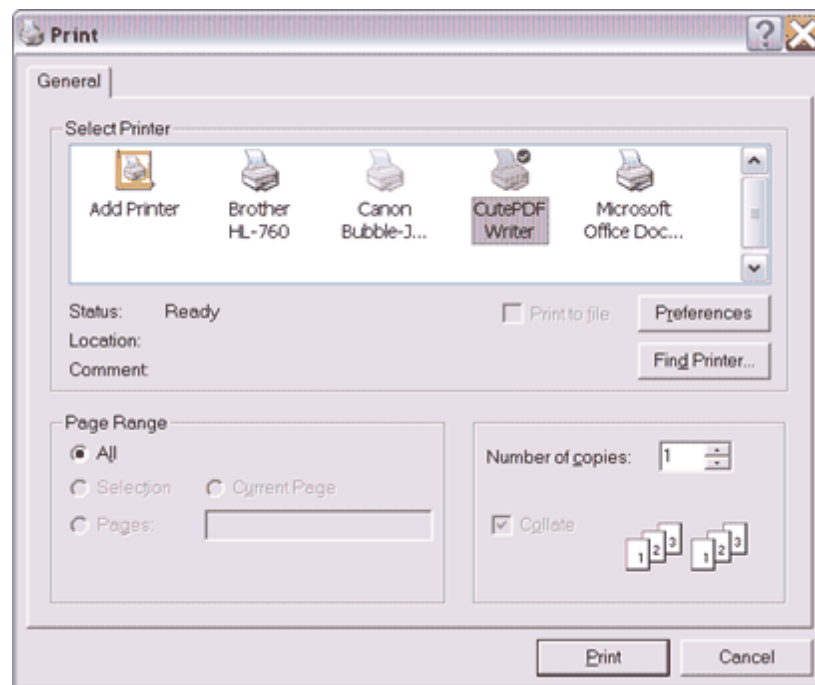 Print
General
Select Printer
Add Printer
Brother
HL-760
Canon
Bubble-J...
CutePDF
Writer
Microsoft
Office Doc...
Status: Ready
Print to file
Preferences
Location:
Comment:
Find Printer...
Page Range
All
Selection
Current Page
Pages:
Number of copies: 1
Collate
1 2 3 1 2 3
Print
Cancel